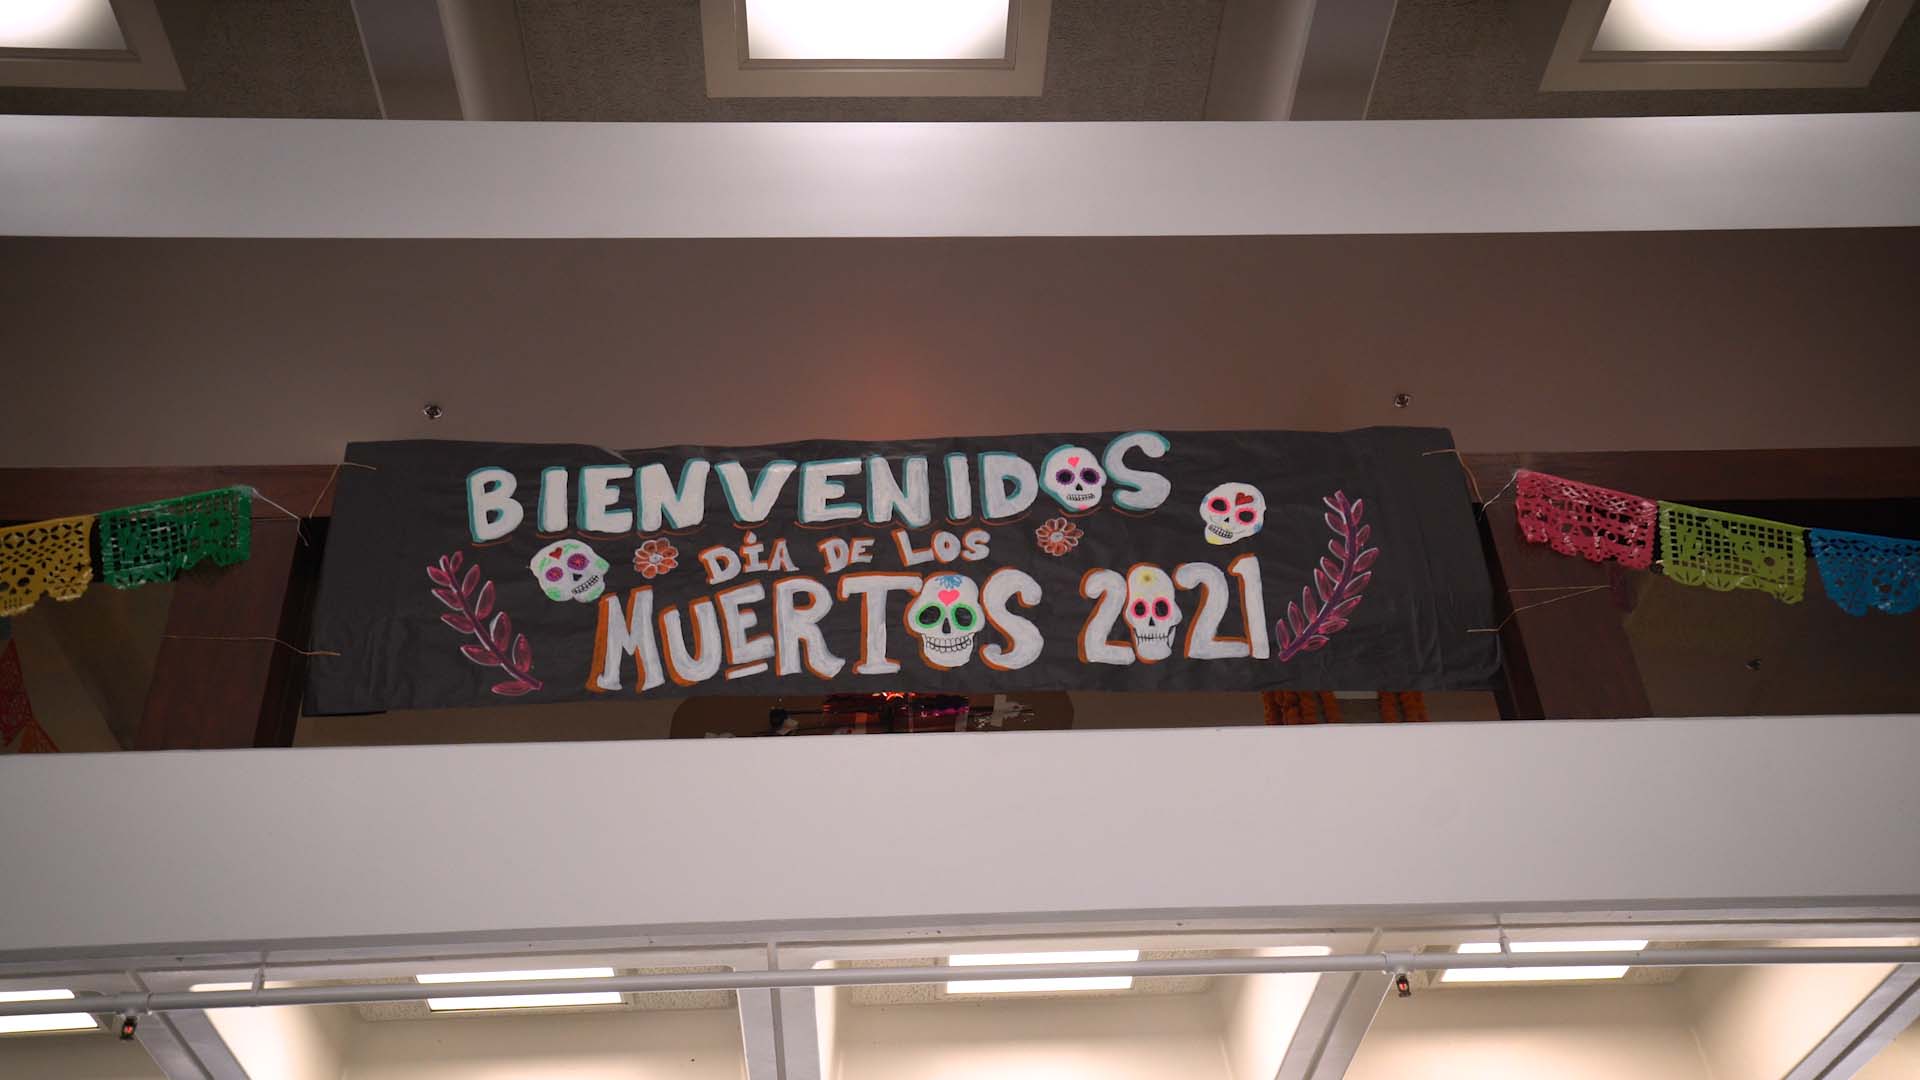 BIENVENIDOS
DÍA DE LOS
MUERTOS 2021